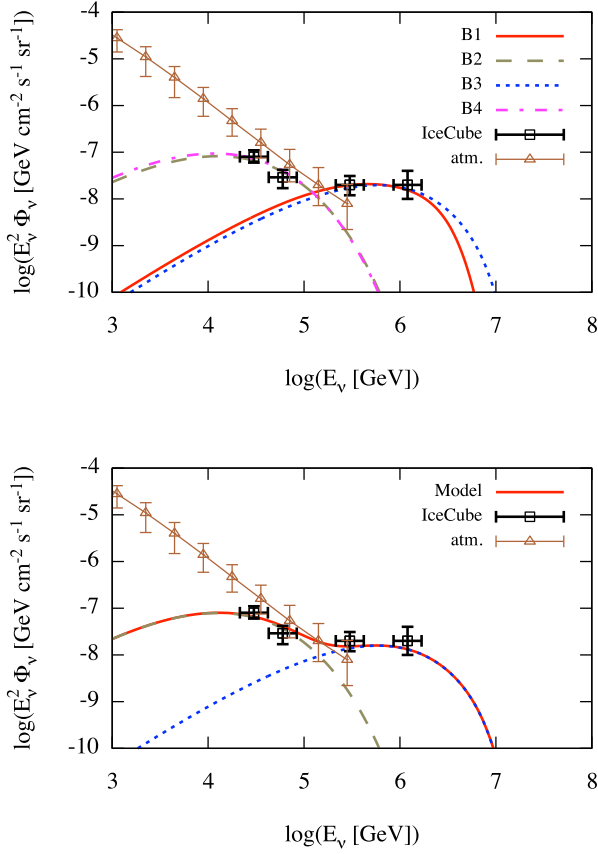 -4
-5
-6
-7
-8
-9
-10
3 4 5 6 7 8
log(E_ν^2 Φ_ν [GeV cm^-2 s^-1 sr^-1])
log(E_ν [GeV])
B1
B2
B3
B4
IceCube
atm.
-4
-5
-6
-7
-8
-9
-10
3 4 5 6 7 8
log(E_ν^2 Φ_ν [GeV cm^-2 s^-1 sr^-1])
log(E_ν [GeV])
Model
IceCube
atm.